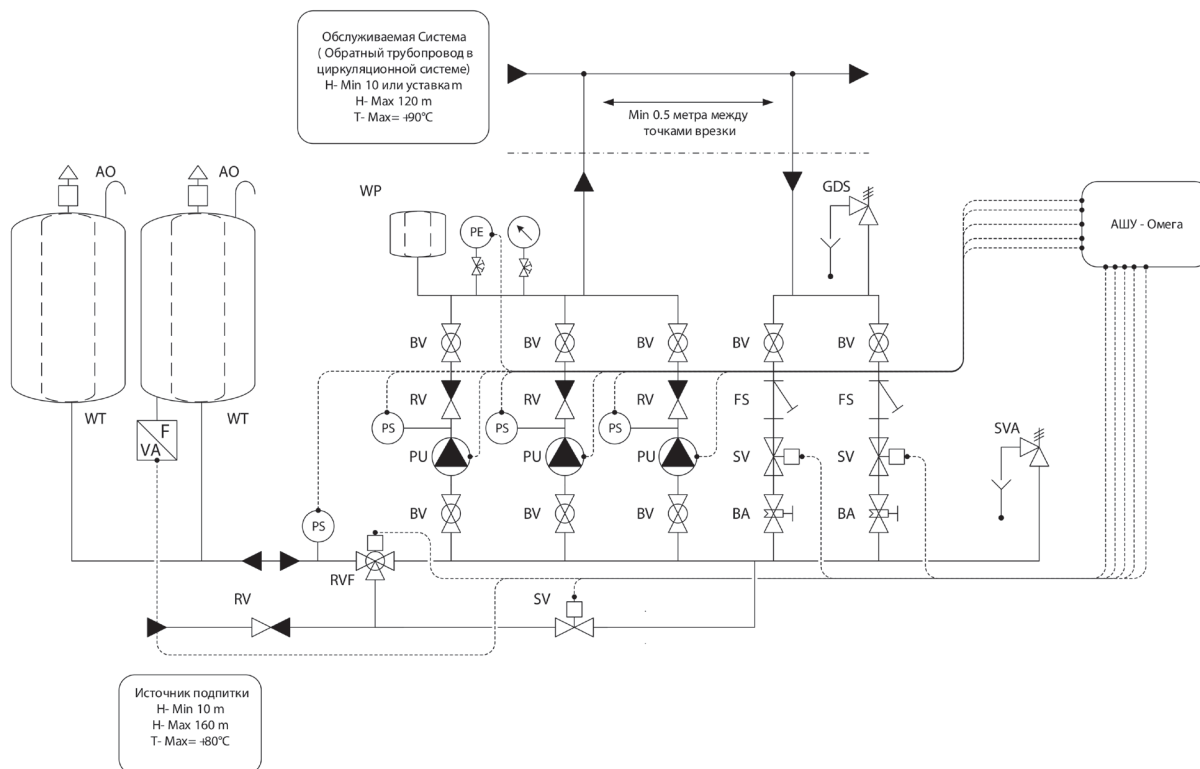 Обслуживаемая Система
( Обратный трубопровод в
циркуляционной системе)
H- Min 10 или уставка m
H- Max 120 m
T- Max= +90°C
Min 0.5 метра между
точками врезки
AO
AO
WP
GDS
PE
АШУ - Омега
BV
BV
BV
BV
BV
RV
RV
RV
FS
FS
WT
WT
F
VA
PS
PS
PS
PU
PU
PU
SV
SV
SVA
BV
BV
BV
BA
BA
PS
RVF
RV
SV
Источник подпитки
H- Min 10 m
H- Max 160 m
T- Max= +80°C